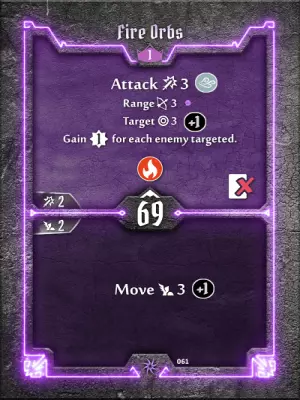 Fire Orbs
1
Attack 3
Range 3
Target 3 +1
Gain 1 for each enemy targeted.
2
69
2
Move 3 +1
061